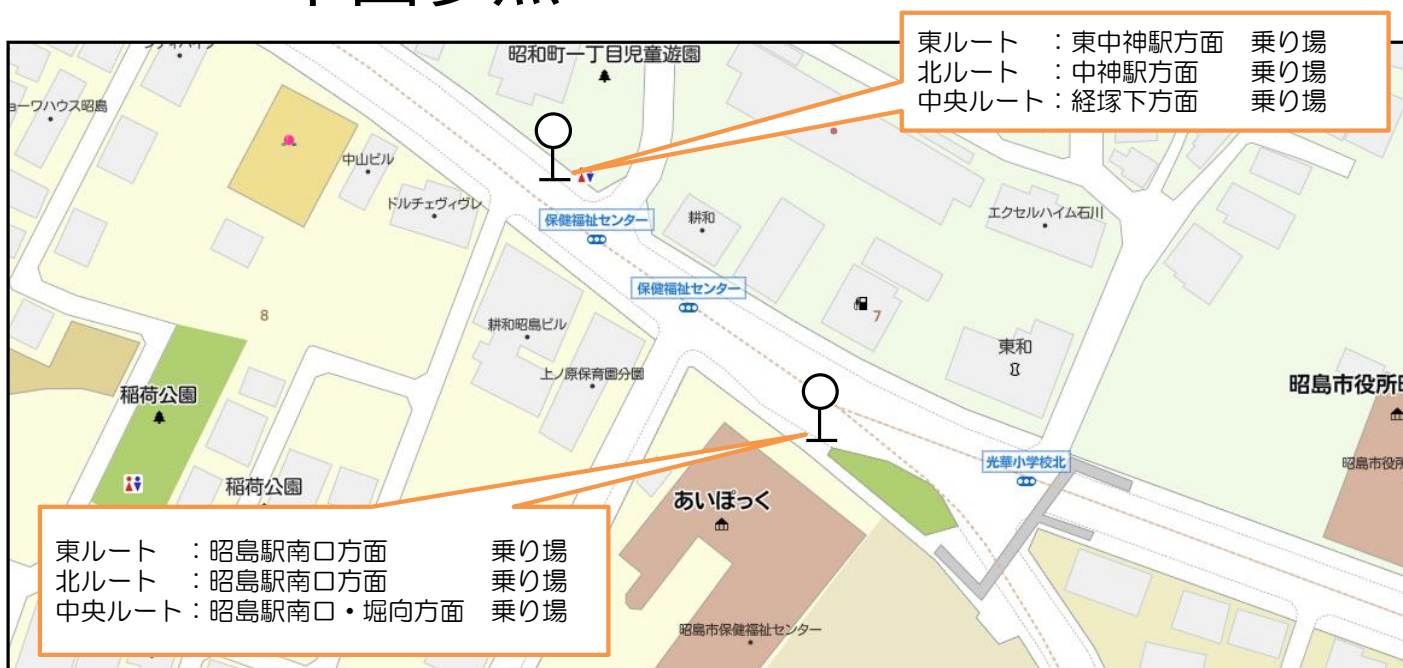 東ルート　：東中神駅方面　乗り場
北ルート　：中神駅方面　　乗り場
中央ルート：経塚下方面　　乗り場
昭和町一丁目児童遊園
ョーワハウス昭島
中山ビル
ドルチェヴィヴレ
保健福祉センター
耕和
エクセルハイム石川
保健福祉センター
8
7
耕和昭島ビル
東和
上ノ原保育園分園
稲荷公園
昭島市役所
光華小学校北
昭島市役所
稲荷公園
あいぽっく
東ルート　：昭島駅南口方面　　　　乗り場
北ルート　：昭島駅南口方面　　　　乗り場
中央ルート：昭島駅南口・堀向方面　乗り場
昭島市保健福祉センター